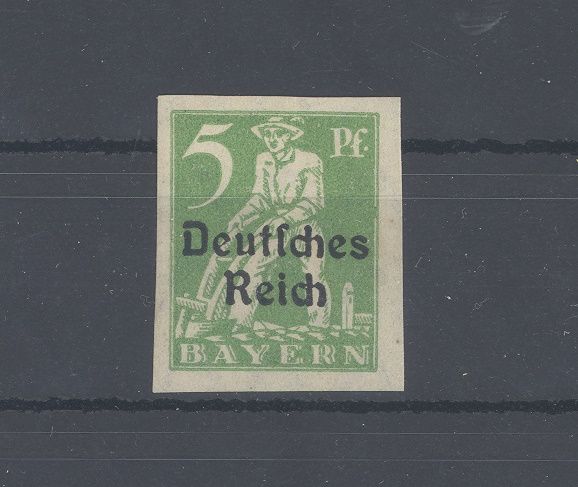 5 Pf.
Deutſches
Reich
BAYERN